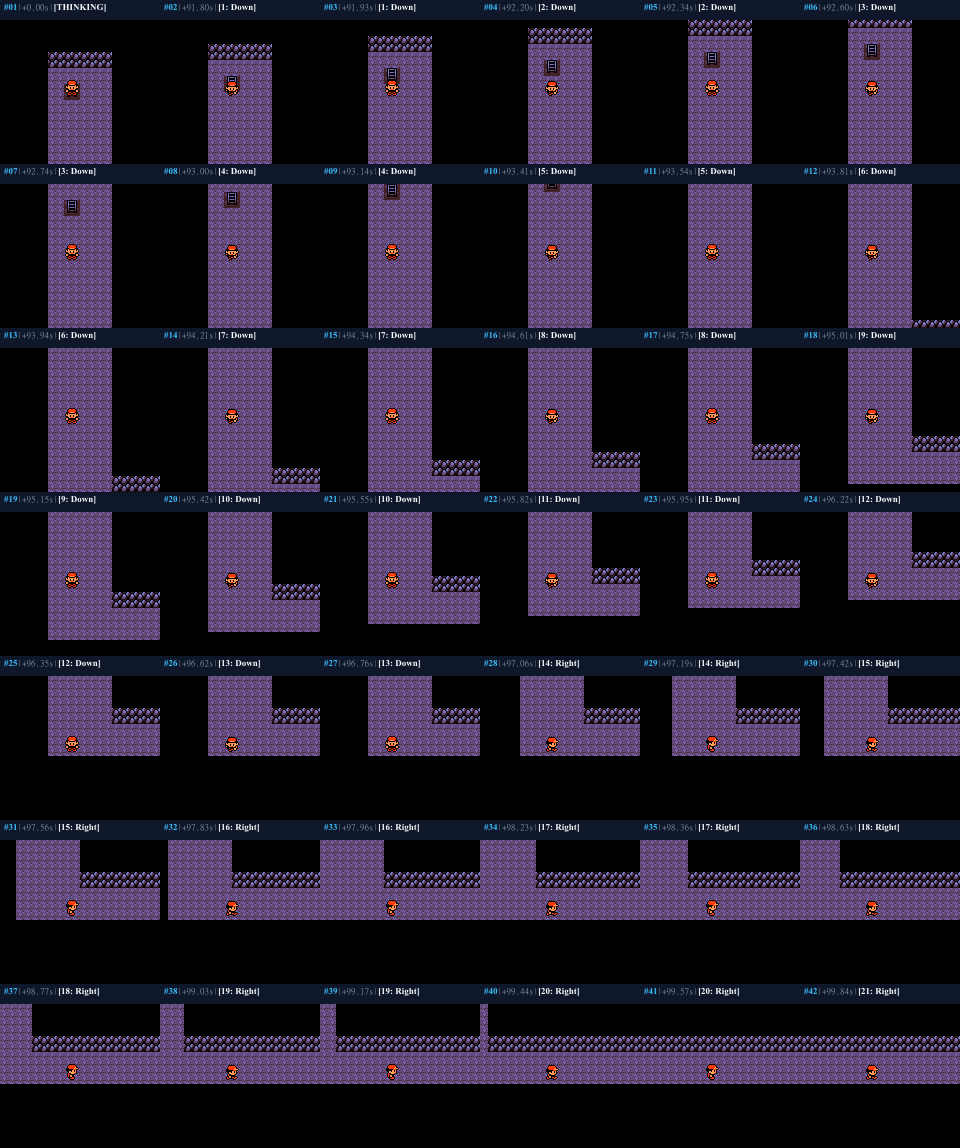 #01 | +0.00s | [THINKING]
#02 | +91.80s | [1: Down]
#03 | +91.93s | [1: Down]
#04 | +92.20s | [2: Down]
#05 | +92.34s | [2: Down]
#06 | +92.60s | [3: Down]
#07 | +92.74s | [3: Down]
#08 | +93.00s | [4: Down]
#09 | +93.14s | [4: Down]
#10 | +93.41s | [5: Down]
#11 | +93.54s | [5: Down]
#12 | +93.81s | [6: Down]
#13 | +93.94s | [6: Down]
#14 | +94.21s | [7: Down]
#15 | +94.34s | [7: Down]
#16 | +94.61s | [8: Down]
#17 | +94.75s | [8: Down]
#18 | +95.01s | [9: Down]
#19 | +95.15s | [9: Down]
#20 | +95.42s | [10: Down]
#21 | +95.55s | [10: Down]
#22 | +95.82s | [11: Down]
#23 | +95.95s | [11: Down]
#24 | +96.22s | [12: Down]
#25 | +96.35s | [12: Down]
#26 | +96.62s | [13: Down]
#27 | +96.76s | [13: Down]
#28 | +97.06s | [14: Right]
#29 | +97.19s | [14: Right]
#30 | +97.42s | [15: Right]
#31 | +97.56s | [15: Right]
#32 | +97.83s | [16: Right]
#33 | +97.96s | [16: Right]
#34 | +98.23s | [17: Right]
#35 | +98.36s | [17: Right]
#36 | +98.63s | [18: Right]
#37 | +98.77s | [18: Right]
#38 | +99.03s | [19: Right]
#39 | +99.17s | [19: Right]
#40 | +99.44s | [20: Right]
#41 | +99.57s | [20: Right]
#42 | +99.84s | [21: Right]